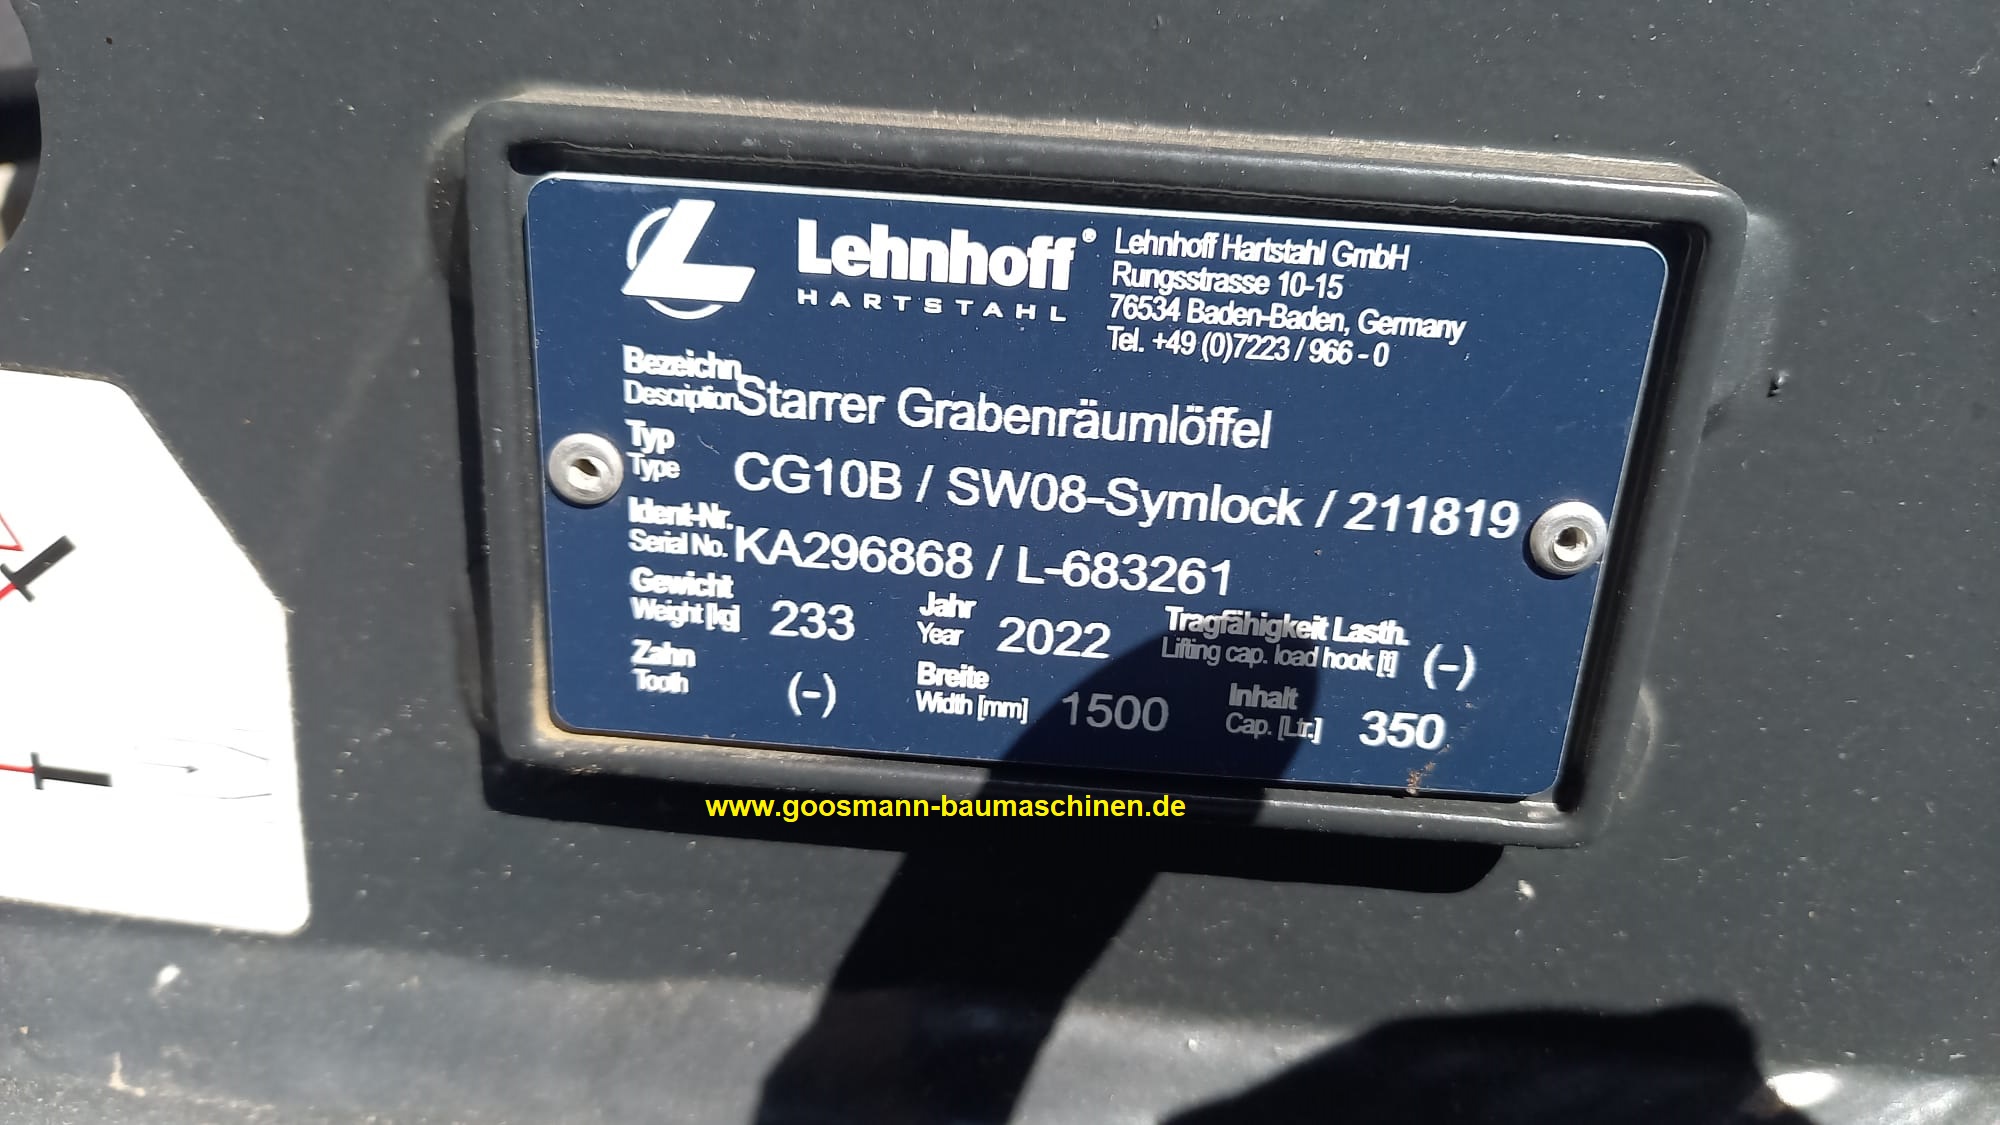 Lehnhoff®
HARTSTAHL
Lehnhoff Hartstahl GmbH
Rungsstrasse 10-15
76534 Baden-Baden, Germany
Tel. +49 (0)7223 / 966 - 0
Bezeichn.
Description Starrer Grabenräumlöffel
Typ
Type CG10B / SW08-Symlock / 211819
Ident-Nr.
Serial No. KA296868 / L-683261
Gewicht
Weight [kg] 233
Jahr
Year 2022
Tragfähigkeit Lasth.
Lifting cap. load hook [t] (-)
Zahn
Tooth (-)
Breite
Width [mm] 1500
Inhalt
Cap. [Ltr.] 350
www.goosmann-baumaschinen.de